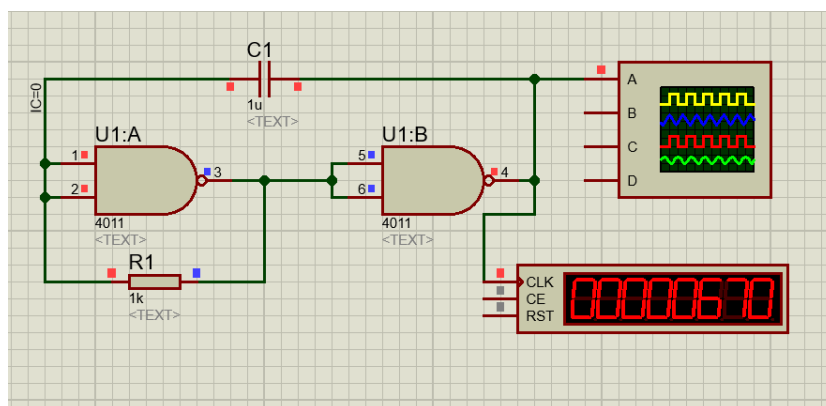 C1
IC=0
1u
<TEXT>
U1:A
U1:B
1
2
3
5
6
4
4011
<TEXT>
4011
<TEXT>
R1
1k
<TEXT>
A
B
C
D
CLK
CE
RST
00000670